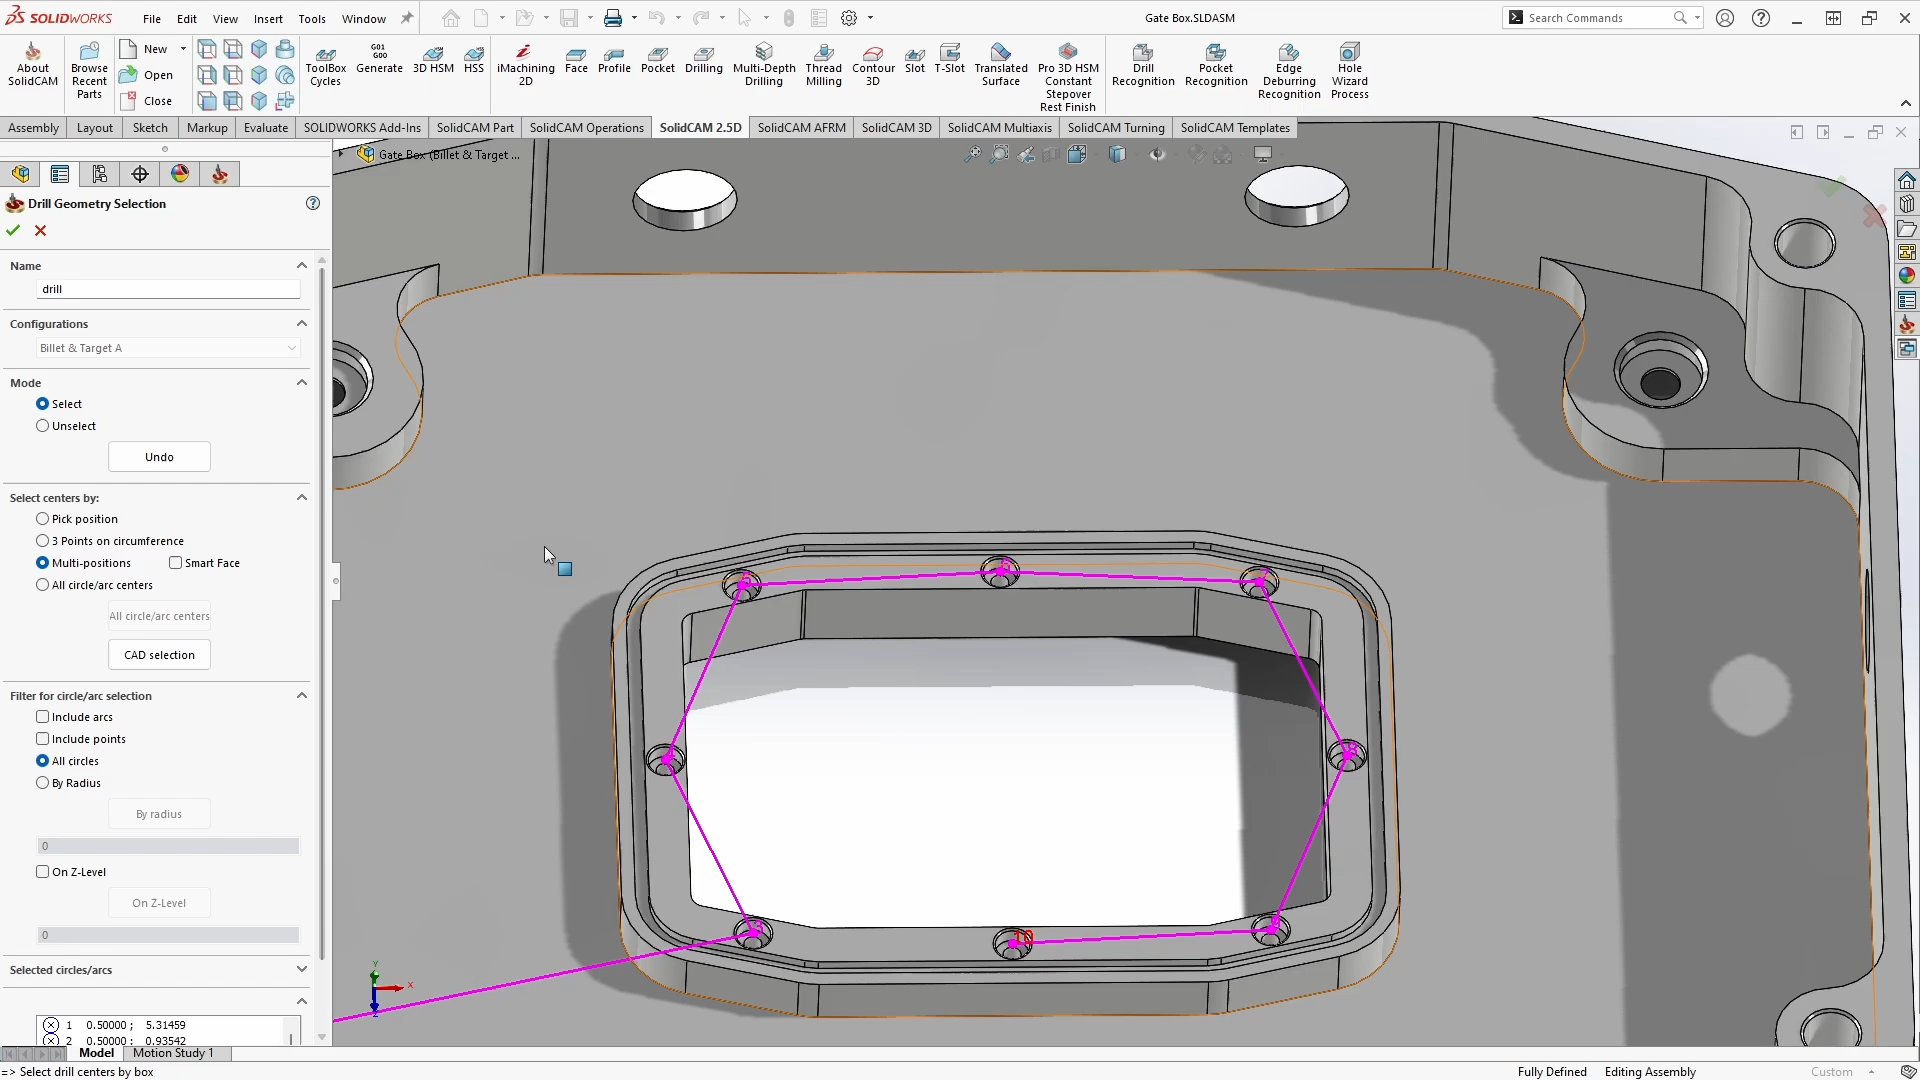 SOLIDWORKS
File Edit View Insert Tools Window
Gate Box.SLDASM
Search Commands
About SolidCAM
Browse Recent Parts
New
Open
Close
ToolBox Cycles
G01 G00
Generate
HSM
3D HSM
HSS
HSS
iMachining 2D
Face
Profile
Pocket
Drilling
Multi-Depth Drilling
Thread Milling
Contour 3D
Slot
T-Slot
Translated Surface
Pro 3D HSM Constant Stepover Rest Finish
Drill Recognition
Pocket Recognition
Edge Deburring Recognition
Hole Wizard Process
Assembly Layout Sketch Markup Evaluate SOLIDWORKS Add-Ins SolidCAM Part SolidCAM Operations SolidCAM 2.5D SolidCAM AFRM SolidCAM 3D SolidCAM Multiaxis SolidCAM Turning SolidCAM Templates
Gate Box (Billet & Target ...
Drill Geometry Selection
Name
drill
Configurations
Billet & Target A
Mode
Select
Unselect
Undo
Select centers by:
Pick position
3 Points on circumference
Multi-positions Smart Face
All circle/arc centers
All circle/arc centers
CAD selection
Filter for circle/arc selection
Include arcs
Include points
All circles
By Radius
By radius
0
On Z-Level
On Z-Level
0
Selected circles/arcs
1 0.50000 ; 5.31459
2 0.50000 ; 0.93542
10
Y
X
Z
Model Motion Study 1
=> Select drill centers by box
Fully Defined Editing Assembly Custom